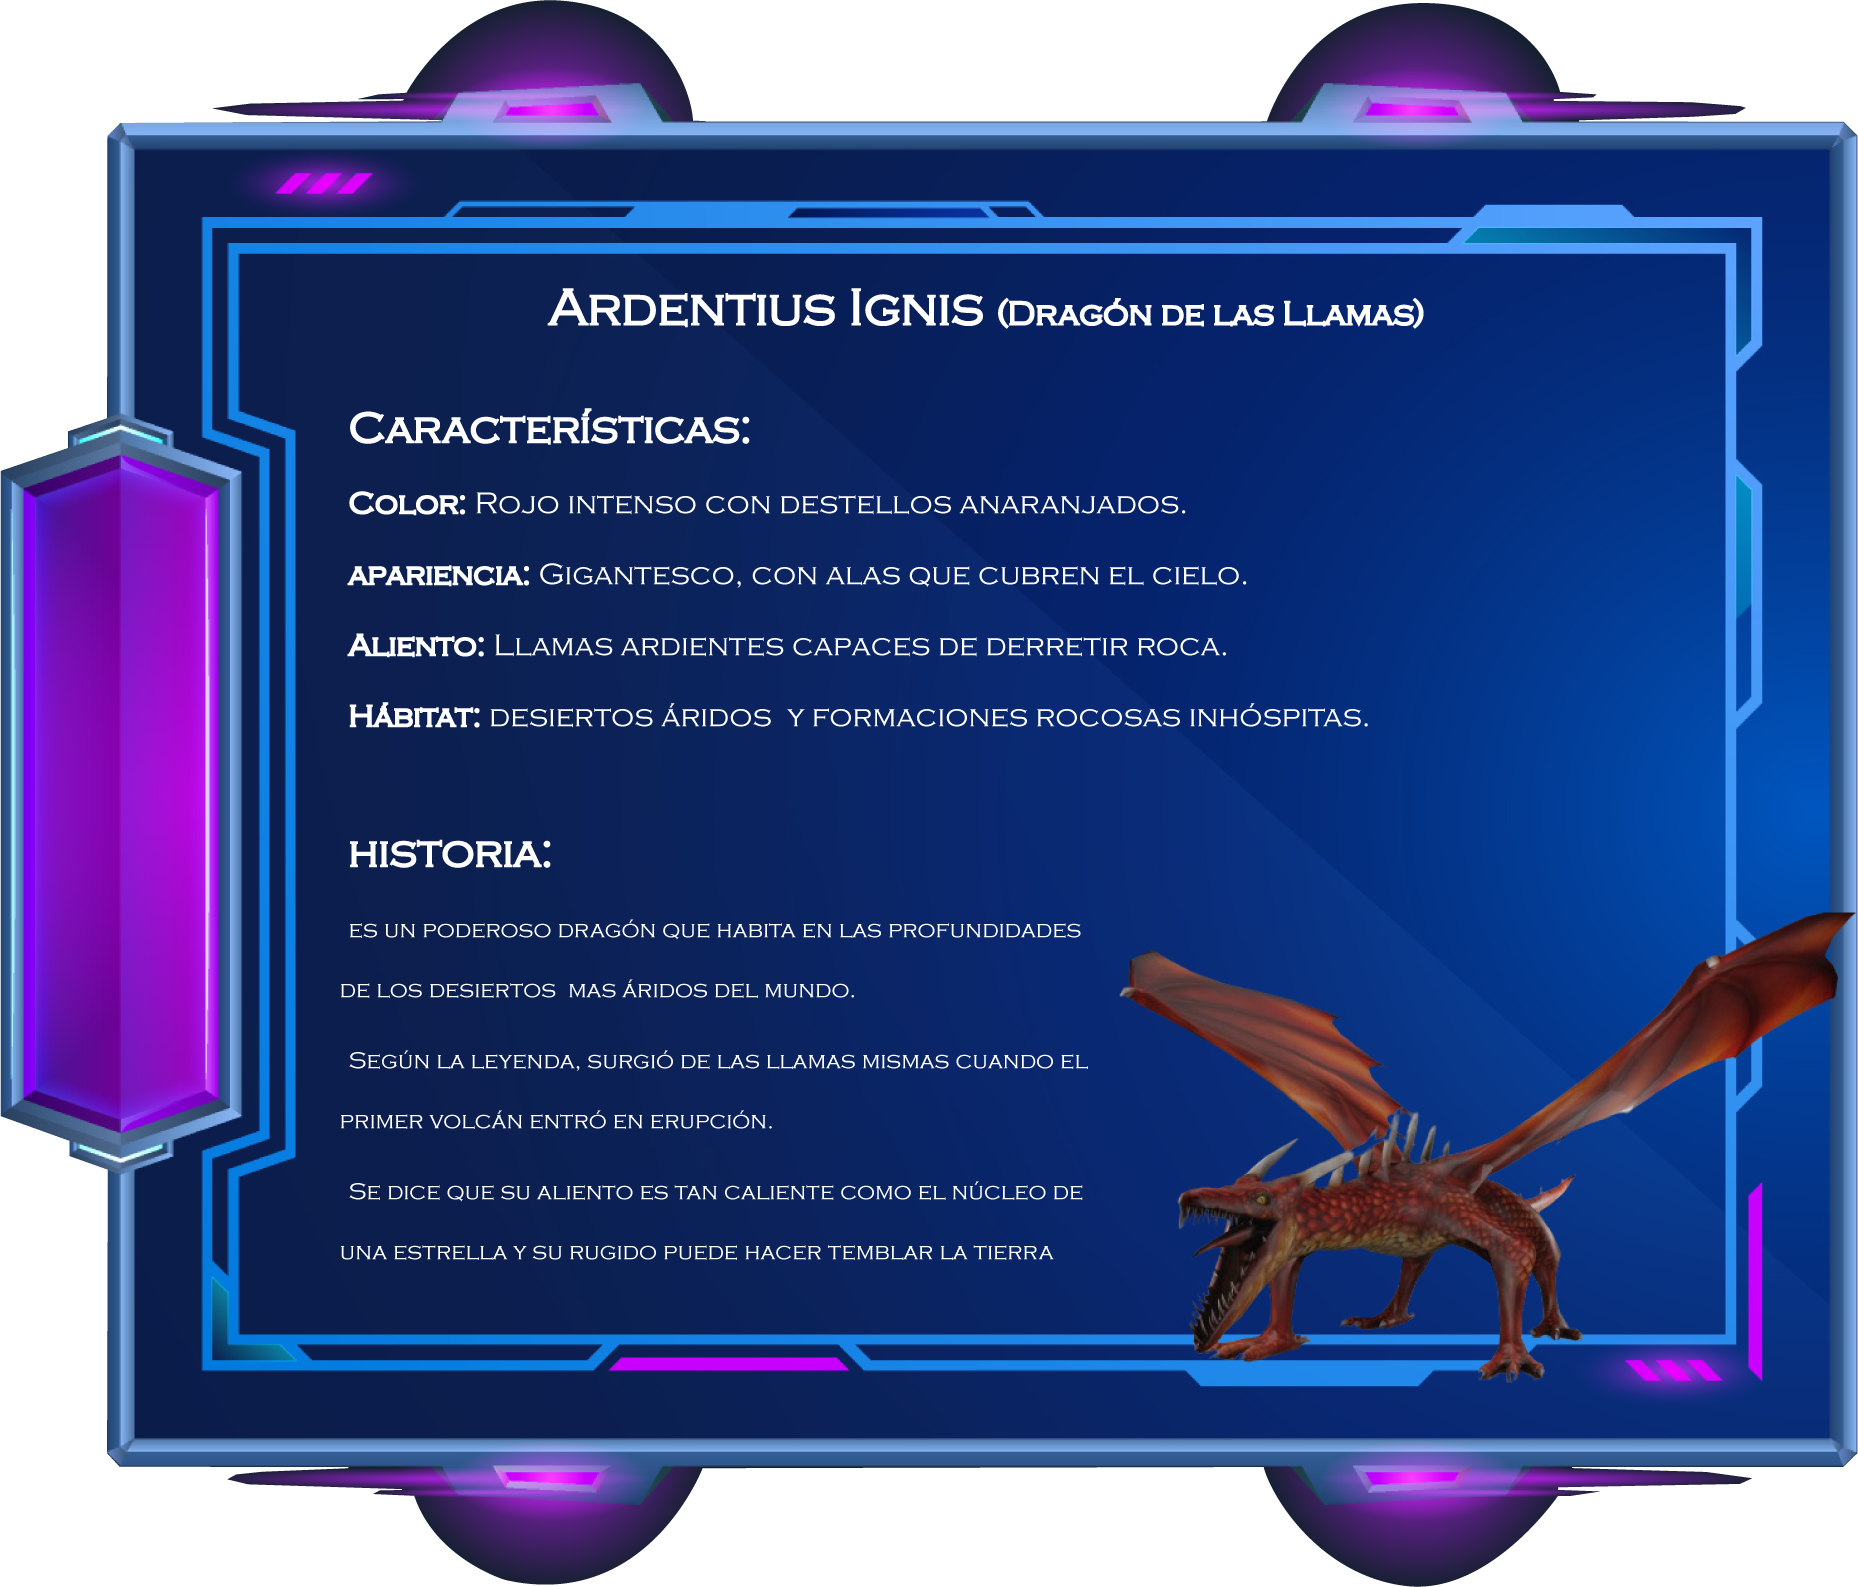 Ardentius Ignis (Dragón de las Llamas)
Características:
Color: Rojo intenso con destellos anaranjados.
apariencia: Gigantesco, con alas que cubren el cielo.
Aliento: Llamas ardientes capaces de derretir roca.
Hábitat: desiertos áridos y formaciones rocosas inhóspitas.
historia:
es un poderoso dragón que habita en las profundidades
de los desiertos mas áridos del mundo.
Según la leyenda, surgió de las llamas mismas cuando el
primer volcán entró en erupción.
Se dice que su aliento es tan caliente como el núcleo de
una estrella y su rugido puede hacer temblar la tierra